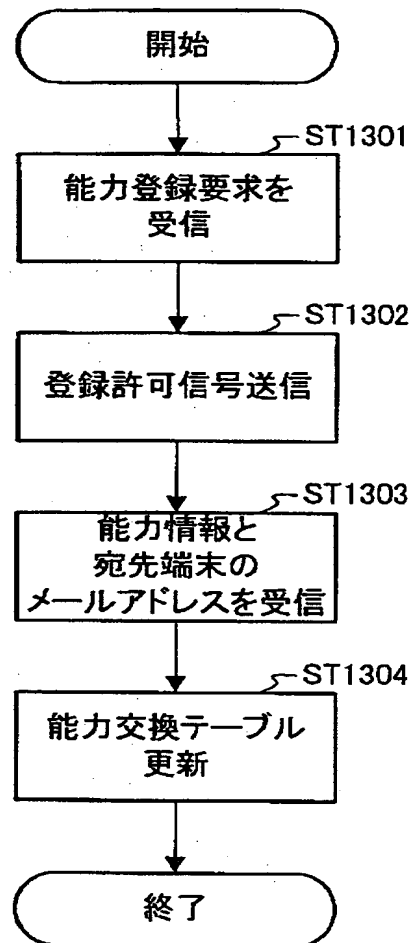 開始
ST1301
能力登録要求を
受信
ST1302
登録許可信号送信
ST1303
能力情報と
宛先端末の
メールアドレスを受信
ST1304
能力交換テーブル
更新
終了